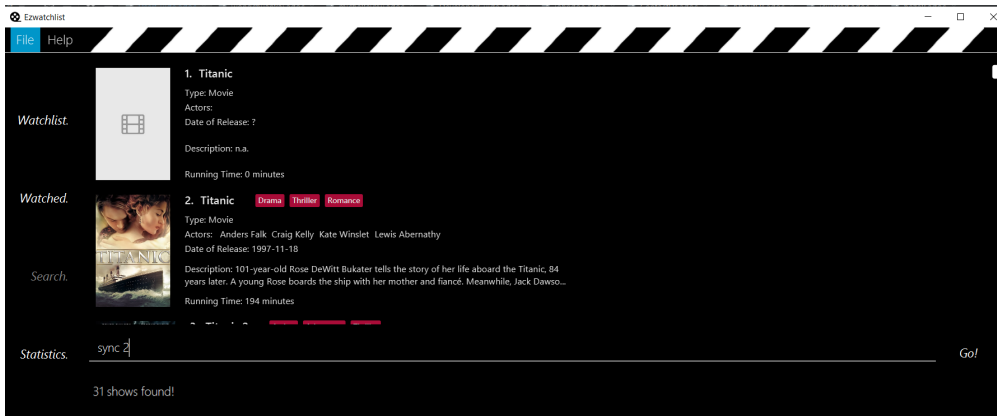 Ezwatchlist
File Help
Watchlist.
Watched.
Search.
Statistics.
1. Titanic
Type: Movie
Actors:
Date of Release: ?
Description: n.a.
Running Time: 0 minutes
TITANIC
2. Titanic Drama Thriller Romance
Type: Movie
Actors: Anders Falk Craig Kelly Kate Winslet Lewis Abernathy
Date of Release: 1997-11-18
Description: 101-year-old Rose DeWitt Bukater tells the story of her life aboard the Titanic, 84
years later. A young Rose boards the ship with her mother and fiancé. Meanwhile, Jack Dawso...
Running Time: 194 minutes
sync 2
Go!
31 shows found!